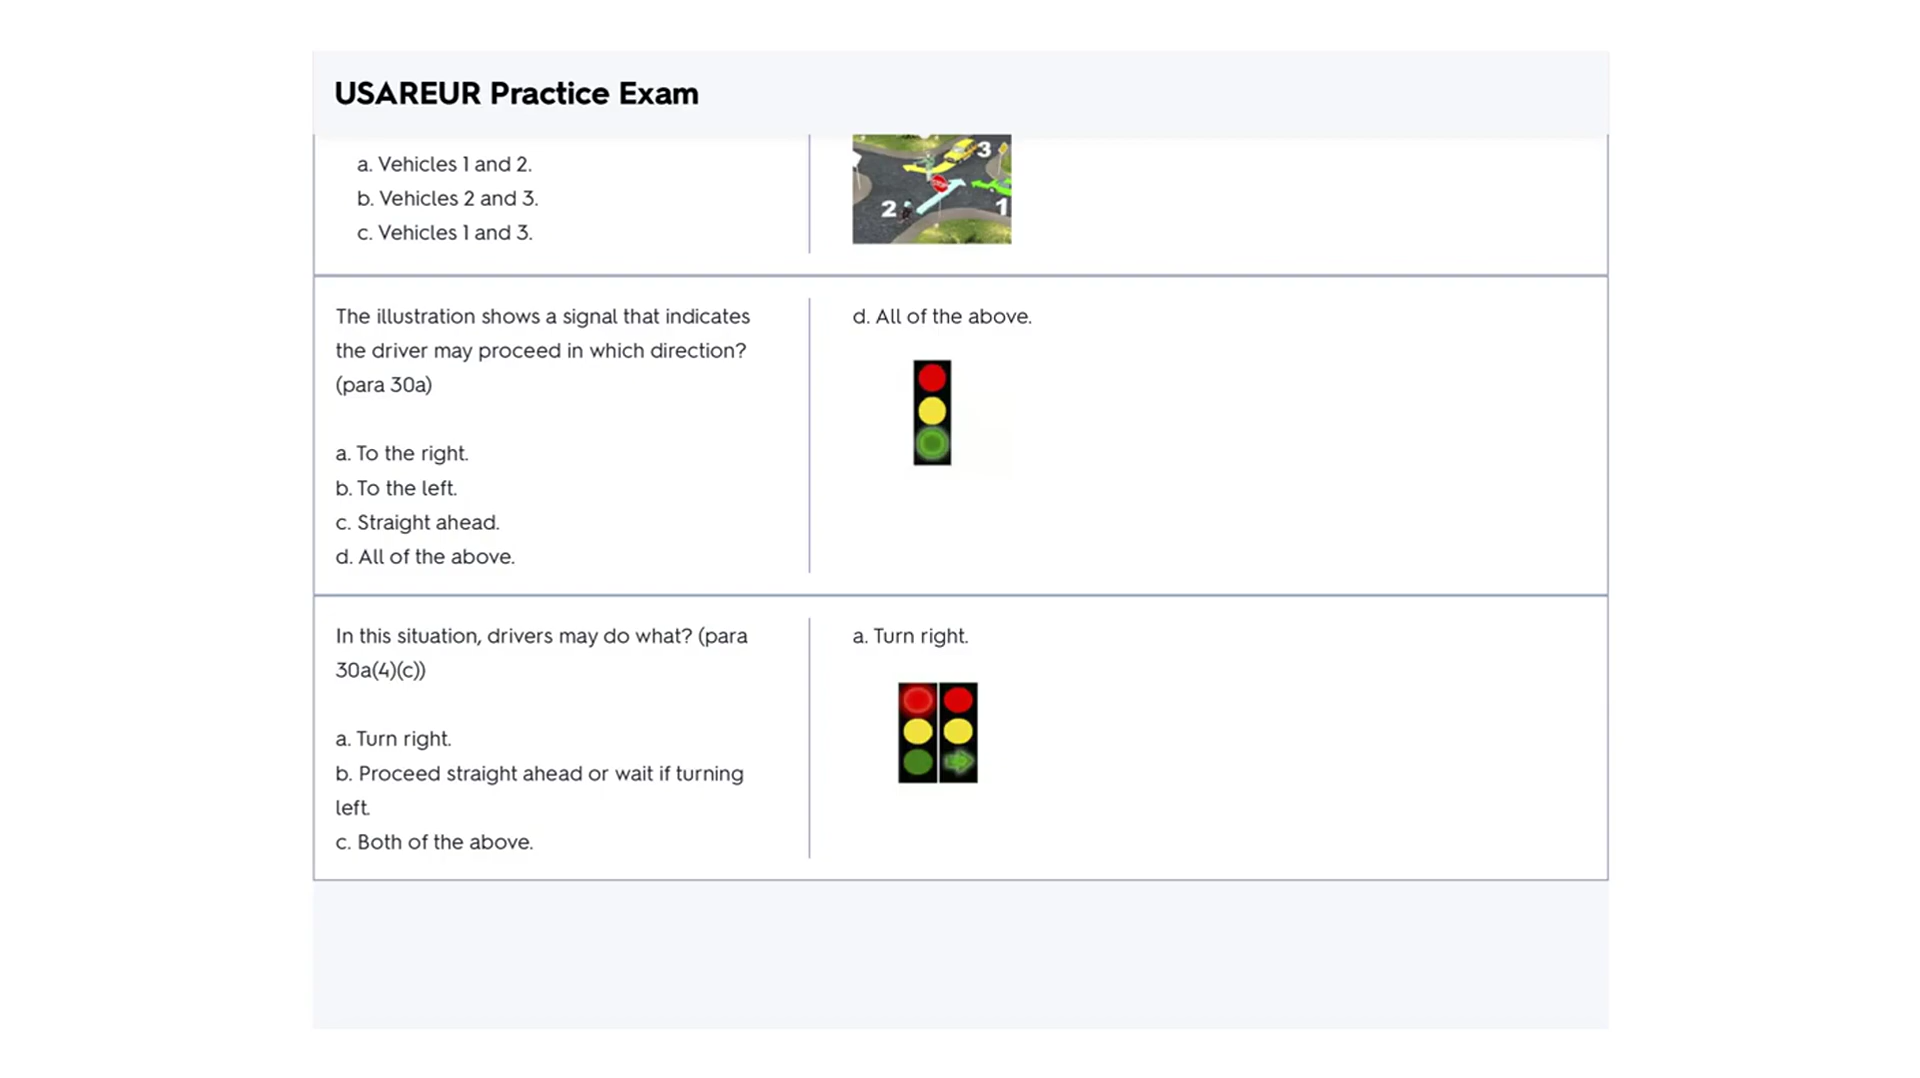 USAREUR Practice Exam
a. Vehicles 1 and 2.
b. Vehicles 2 and 3.
c. Vehicles 1 and 3.
3
STOP
2
1
The illustration shows a signal that indicates
the driver may proceed in which direction?
(para 30a)
a. To the right.
b. To the left.
c. Straight ahead.
d. All of the above.
d. All of the above.
In this situation, drivers may do what? (para
30a(4)(c))
a. Turn right.
b. Proceed straight ahead or wait if turning
left.
c. Both of the above.
a. Turn right.